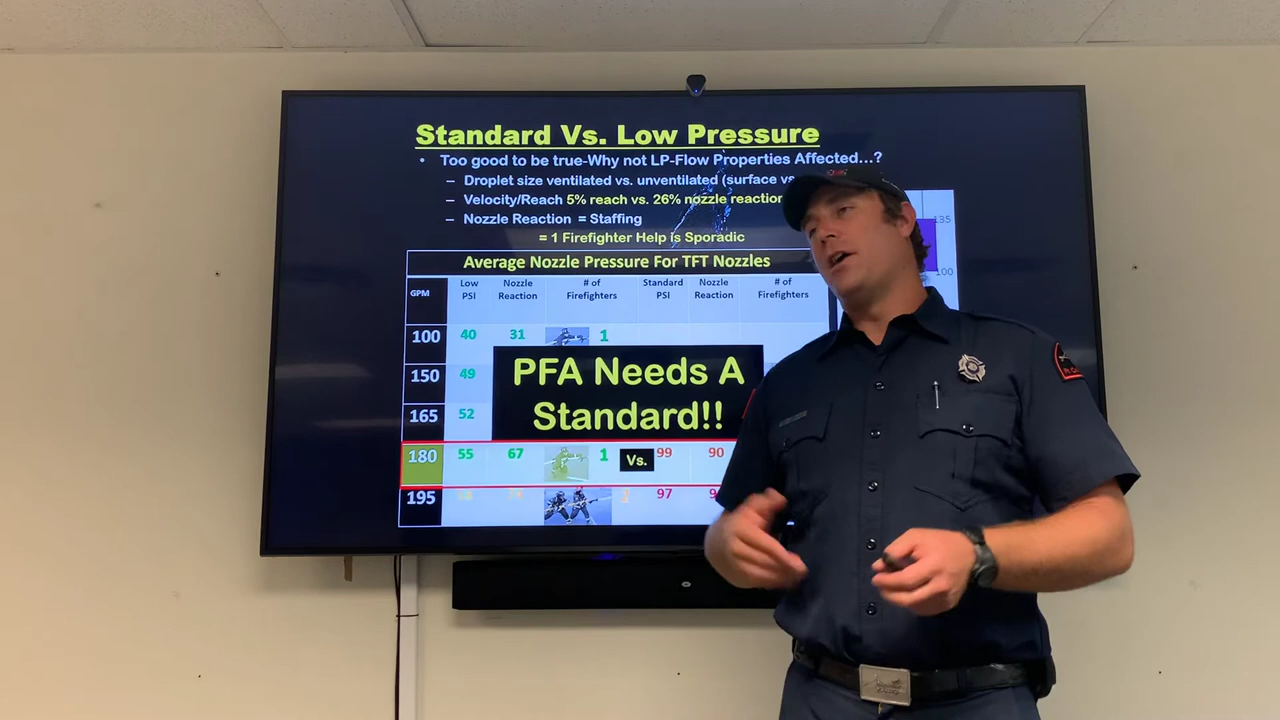 Standard Vs. Low Pressure
• Too good to be true-Why not LP-Flow Properties Affected...?
– Droplet size ventilated vs. unventilated (surface vs
– Velocity/Reach 5% reach vs. 26% nozzle reaction
– Nozzle Reaction = Staffing
= 1 Firefighter Help is Sporadic
135
100
Average Nozzle Pressure For TFT Nozzles
GPM Low PSI Nozzle Reaction # of Firefighters Standard PSI Nozzle Reaction # of Firefighters
100 40 31 1
150 49
165 52
PFA Needs A
Standard!!
180 55 67 1 Vs. 99 90
195 97